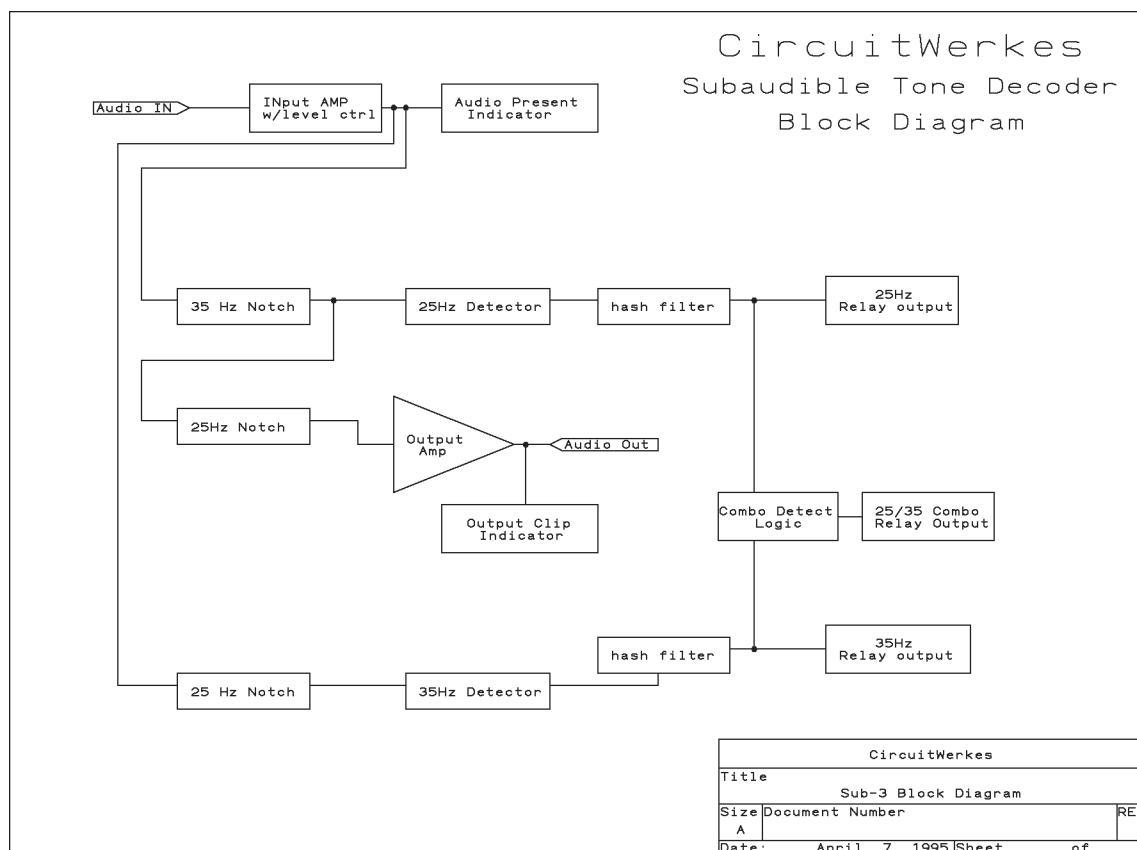 CircuitWerkes
Subaudible Tone Decoder
Block Diagram
Audio IN
INput AMP
w/level ctrl
Audio Present
Indicator
35 Hz Notch
25Hz Detector
hash filter
25Hz
Relay output
25Hz Notch
Output
Amp
Audio Out
Output Clip
Indicator
Combo Detect
Logic
25/35 Combo
Relay Output
hash filter
35Hz
Relay output
25 Hz Notch
35Hz Detector
CircuitWerkes
Title
Sub-3 Block Diagram
Size Document Number RE
A
Date: April 7, 1995 Sheet of